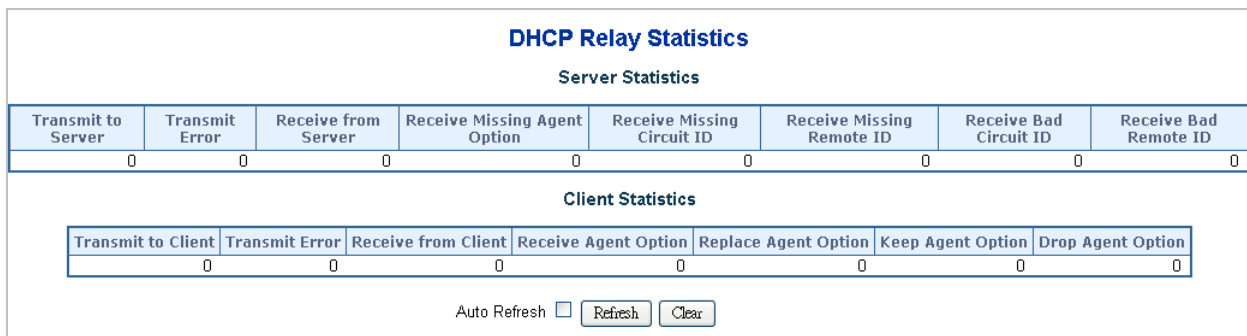 DHCP Relay Statistics
Server Statistics
Transmit to Server Transmit Error Receive from Server Receive Missing Agent Option Receive Missing Circuit ID Receive Missing Remote ID Receive Bad Circuit ID Receive Bad Remote ID
0 0 0 0 0 0 0 0
Client Statistics
Transmit to Client Transmit Error Receive from Client Receive Agent Option Replace Agent Option Keep Agent Option Drop Agent Option
0 0 0 0 0 0 0
Auto Refresh Refresh Clear